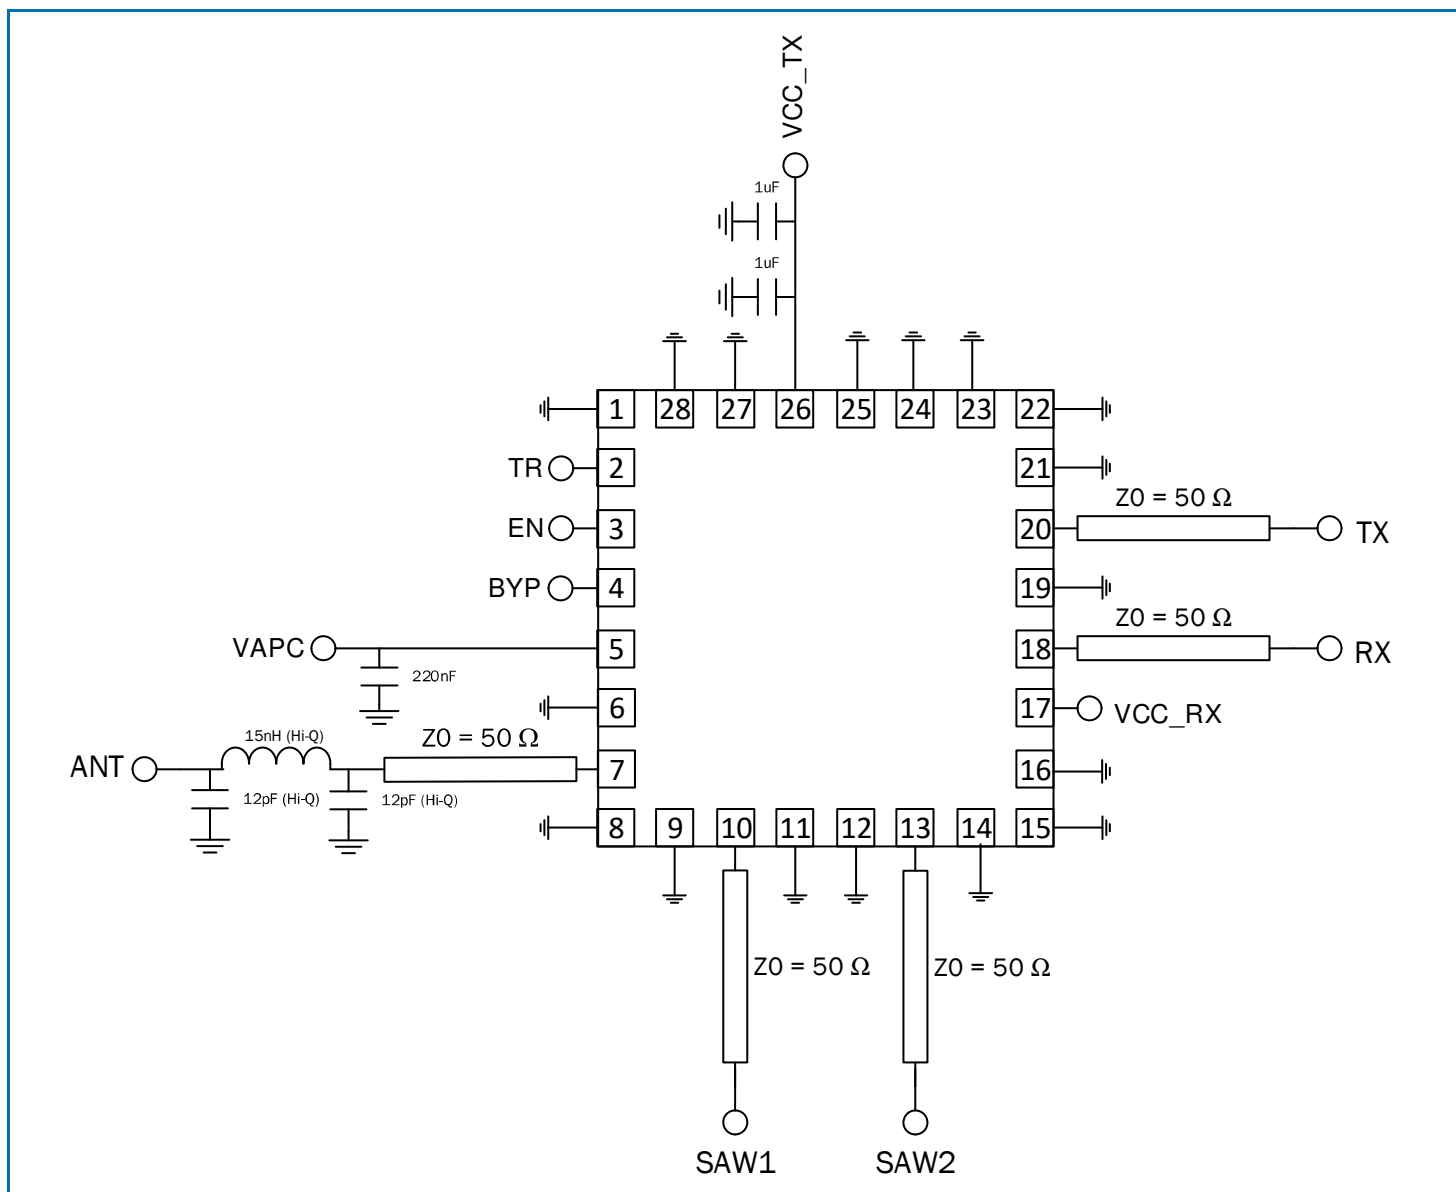 VCC_TX
1uF
1uF
1 28 27 26 25 24 23 22
TR 2 21
Z0 = 50 Ω
EN 3 20 TX
BYP 4 19
Z0 = 50 Ω
VAPC 5 18 RX
220nF
6 17 VCC_RX
15nH (Hi-Q) Z0 = 50 Ω
ANT 7 16
12pF (Hi-Q) 12pF (Hi-Q)
8 9 10 11 12 13 14 15
Z0 = 50 Ω Z0 = 50 Ω
SAW1 SAW2